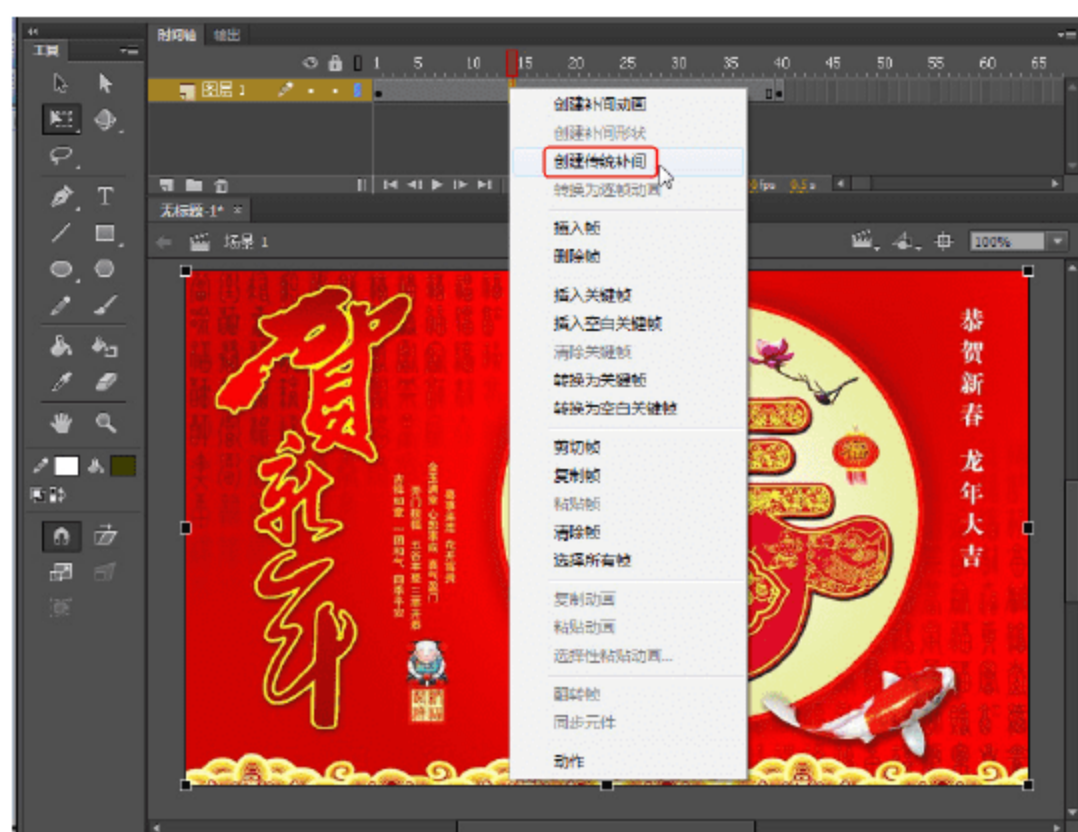 时间轴 输出
工具
1 5 10 15 20 25 30 35 40 45 50 55 60 65
图层 1
创建补间动画
创建补间形状
创建传统补间
转换为逐帧动画
fps 0.5 s
插入帧
删除帧
插入关键帧
插入空白关键帧
清除关键帧
转换为关键帧
转换为空白关键帧
剪切帧
复制帧
粘贴帧
清除帧
选择所有帧
复制动画
粘贴动画
选择性粘贴动画...
翻转帧
同步元件
动作
无标题-1*
场景 1
100%
贺新年
恭贺新春 龙年大吉